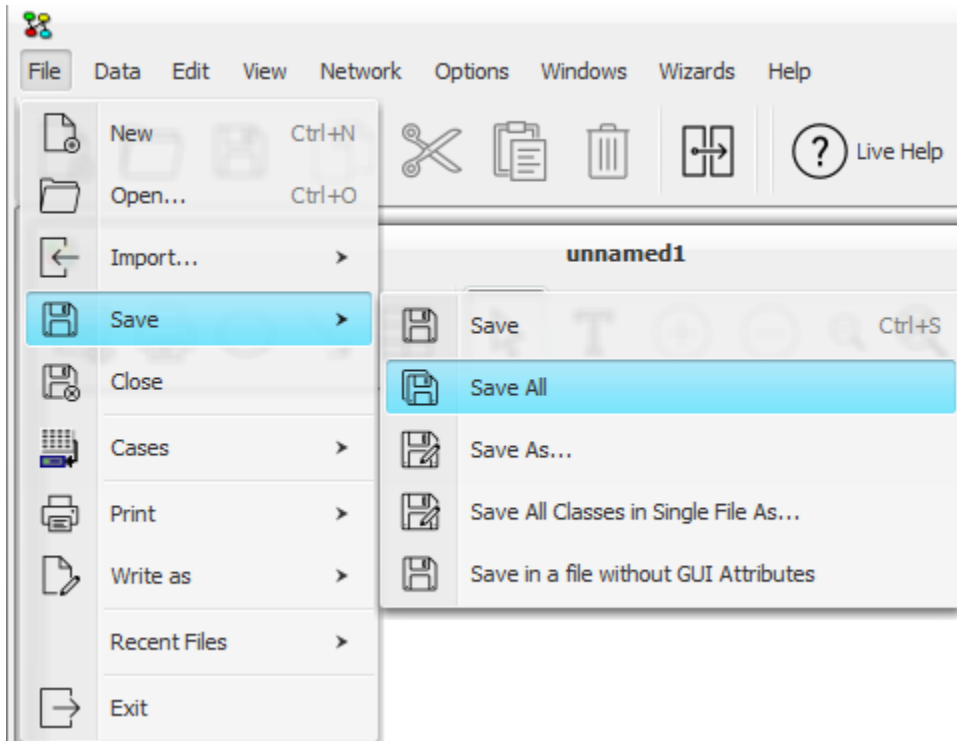 File Data Edit View Network Options Windows Wizards Help
New Ctrl+N
Open... Ctrl+O
Live Help
Import...
unnamed1
Save
Close
Cases
Print
Write as
Recent Files
Exit
Save Ctrl+S
Save All
Save As...
Save All Classes in Single File As...
Save in a file without GUI Attributes